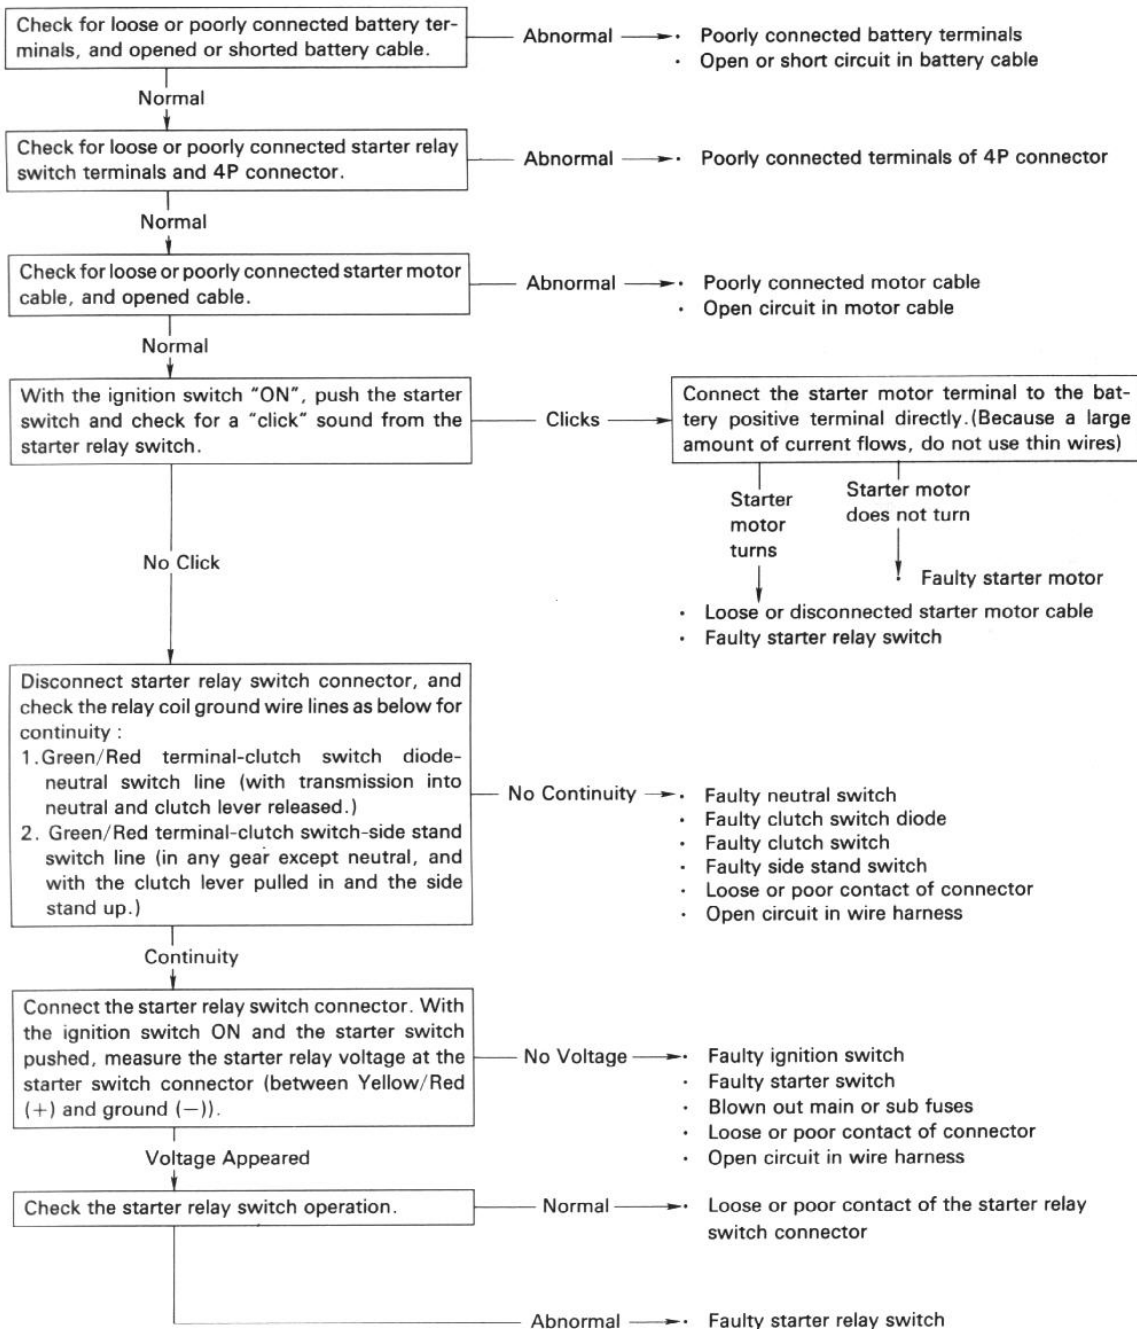 Check for loose or poorly connected battery ter-
minals, and opened or shorted battery cable.
Abnormal
· Poorly connected battery terminals
· Open or short circuit in battery cable
Normal
Check for loose or poorly connected starter relay
switch terminals and 4P connector.
Abnormal
· Poorly connected terminals of 4P connector
Normal
Check for loose or poorly connected starter motor
cable, and opened cable.
Abnormal
· Poorly connected motor cable
· Open circuit in motor cable
Normal
With the ignition switch "ON", push the starter
switch and check for a "click" sound from the
starter relay switch.
Clicks
Connect the starter motor terminal to the bat-
tery positive terminal directly.(Because a large
amount of current flows, do not use thin wires)
Starter
motor
turns
Starter motor
does not turn
· Faulty starter motor
· Loose or disconnected starter motor cable
· Faulty starter relay switch
No Click
Disconnect starter relay switch connector, and
check the relay coil ground wire lines as below for
continuity :
1.Green/Red terminal-clutch switch diode-
neutral switch line (with transmission into
neutral and clutch lever released.)
2. Green/Red terminal-clutch switch-side stand
switch line (in any gear except neutral, and
with the clutch lever pulled in and the side
stand up.)
No Continuity
· Faulty neutral switch
· Faulty clutch switch diode
· Faulty clutch switch
· Faulty side stand switch
· Loose or poor contact of connector
· Open circuit in wire harness
Continuity
Connect the starter relay switch connector. With
the ignition switch ON and the starter switch
pushed, measure the starter relay voltage at the
starter switch connector (between Yellow/Red
(+) and ground (−)).
No Voltage
· Faulty ignition switch
· Faulty starter switch
· Blown out main or sub fuses
· Loose or poor contact of connector
· Open circuit in wire harness
Voltage Appeared
Check the starter relay switch operation.
Normal
· Loose or poor contact of the starter relay
switch connector
Abnormal
· Faulty starter relay switch